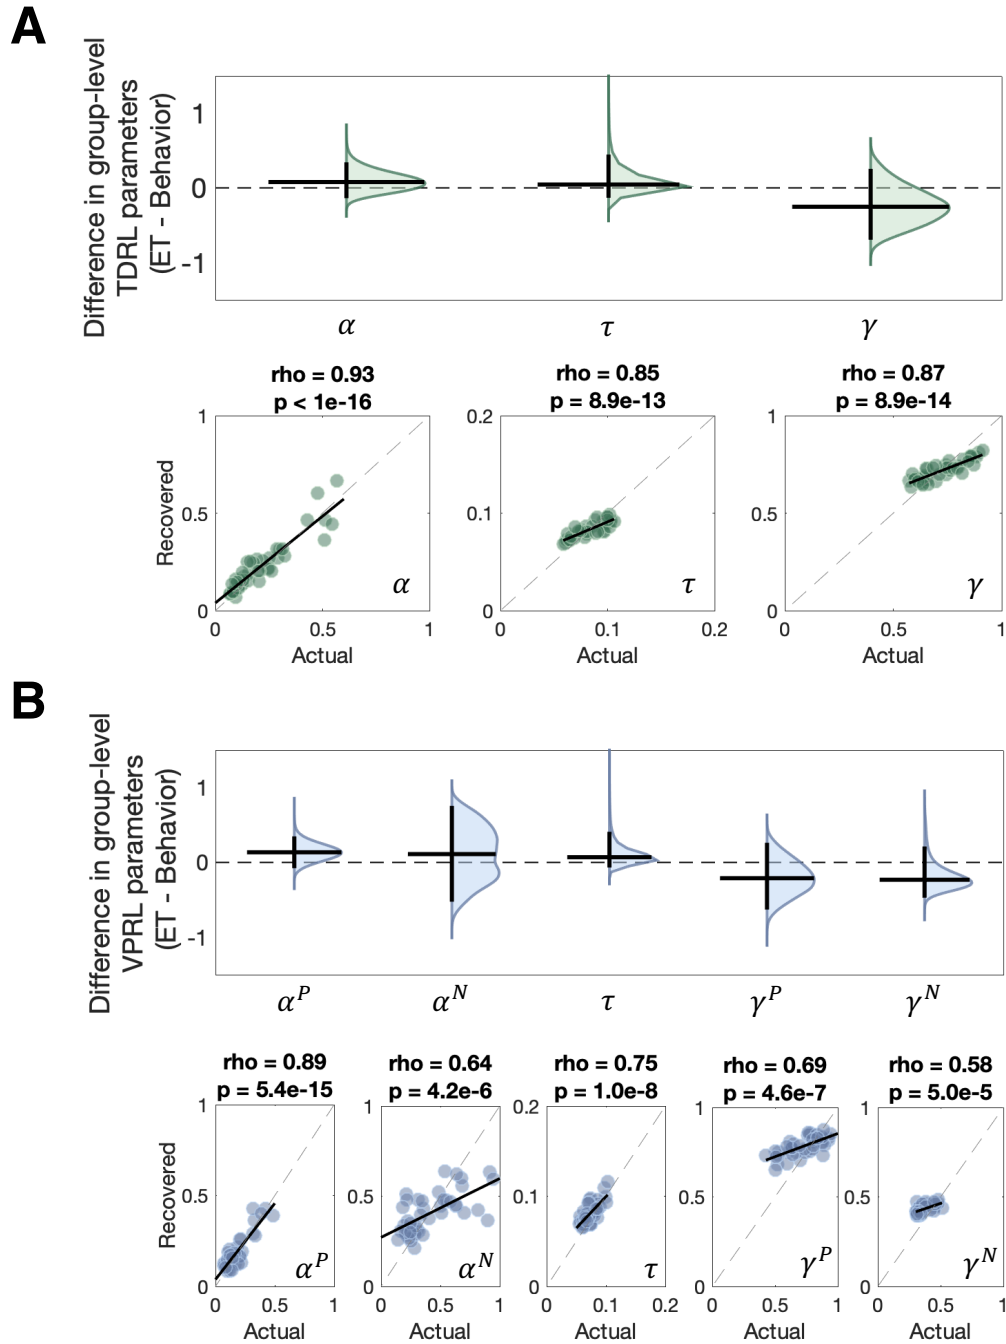 A
Difference in group-level
TDRL parameters
(ET - Behavior)
1
0
-1
α
τ
γ
rho = 0.93
p < 1e-16
rho = 0.85
p = 8.9e-13
rho = 0.87
p = 8.9e-14
Recovered
1
0.5
0
0
0.5
1
Actual
α
0.2
0.1
0
0
0.1
0.2
Actual
τ
1
0.5
0
0
0.5
1
Actual
γ
B
Difference in group-level
VPRL parameters
(ET - Behavior)
1
0
-1
α^P
α^N
τ
γ^P
γ^N
rho = 0.89
p = 5.4e-15
rho = 0.64
p = 4.2e-6
rho = 0.75
p = 1.0e-8
rho = 0.69
p = 4.6e-7
rho = 0.58
p = 5.0e-5
Recovered
1
0.5
0
0
0.5
1
Actual
α^P
1
0.5
0
0
0.5
1
Actual
α^N
0.2
0.1
0
0
0.1
0.2
Actual
τ
1
0.5
0
0
0.5
1
Actual
γ^P
1
0.5
0
0
0.5
1
Actual
γ^N